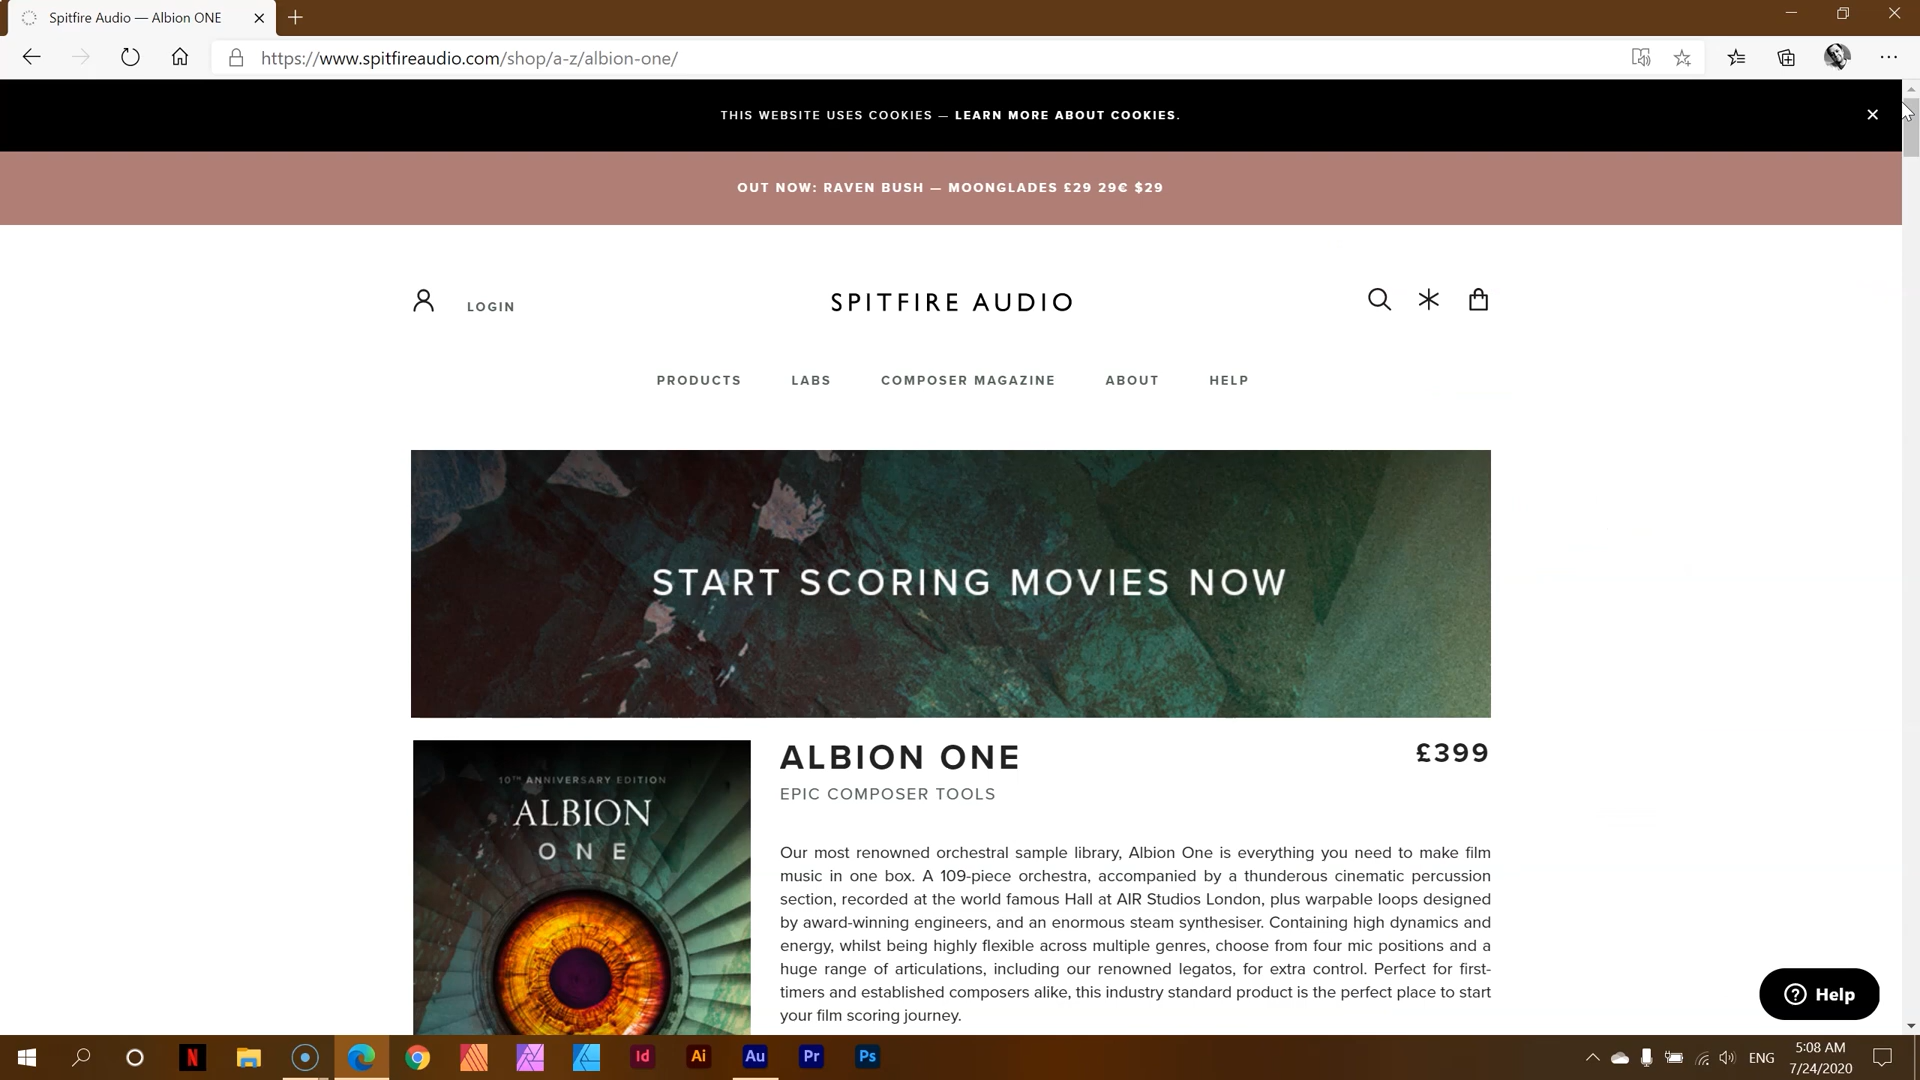 Spitfire Audio — Albion ONE
https://www.spitfireaudio.com/shop/a-z/albion-one/
THIS WEBSITE USES COOKIES — LEARN MORE ABOUT COOKIES.
OUT NOW: RAVEN BUSH — MOONGLADES £29 29€ $29
LOGIN
SPITFIRE AUDIO
PRODUCTS LABS COMPOSER MAGAZINE ABOUT HELP
START SCORING MOVIES NOW
10TH ANNIVERSARY EDITION
ALBION
ONE
ALBION ONE £399
EPIC COMPOSER TOOLS
Our most renowned orchestral sample library, Albion One is everything you need to make film
music in one box. A 109-piece orchestra, accompanied by a thunderous cinematic percussion
section, recorded at the world famous Hall at AIR Studios London, plus warpable loops designed
by award-winning engineers, and an enormous steam synthesiser. Containing high dynamics and
energy, whilst being highly flexible across multiple genres, choose from four mic positions and a
huge range of articulations, including our renowned legatos, for extra control. Perfect for first-
timers and established composers alike, this industry standard product is the perfect place to start
your film scoring journey.
Help
N Id Ai Au Pr Ps
ENG
5:08 AM
7/24/2020